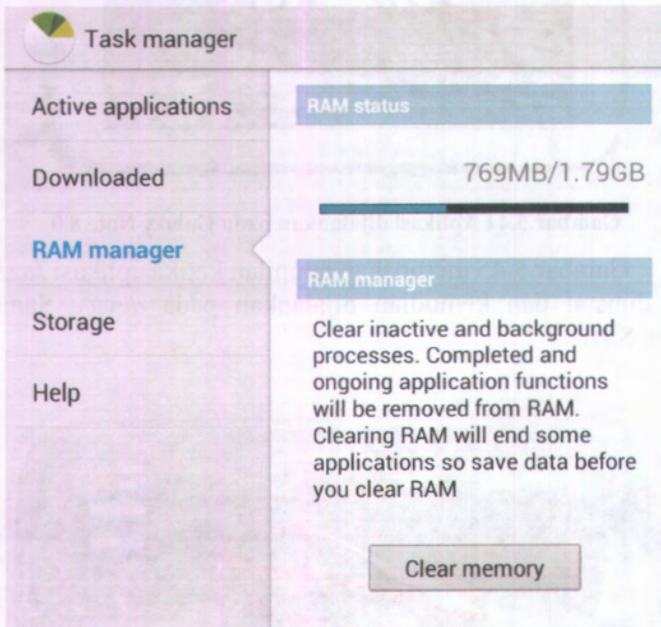 Task manager
Active applications
Downloaded
RAM manager
Storage
Help
RAM status
769MB/1.79GB
RAM manager
Clear inactive and background
processes. Completed and
ongoing application functions
will be removed from RAM.
Clearing RAM will end some
applications so save data before
you clear RAM
Clear memory